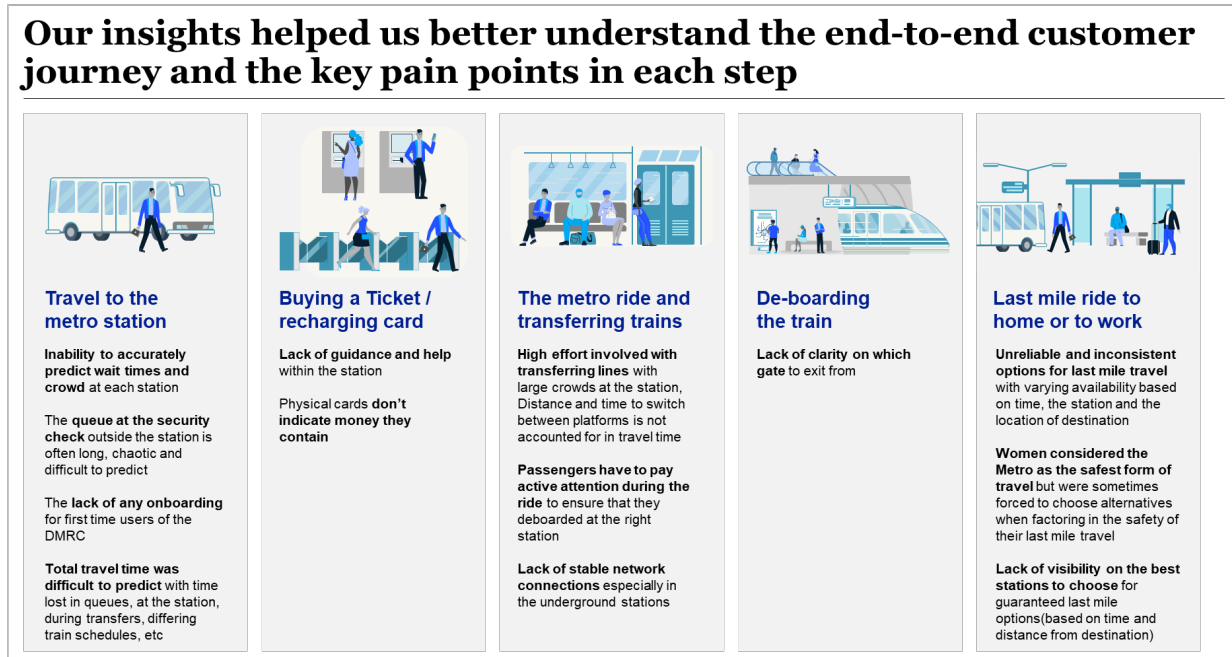 Our insights helped us better understand the end-to-end customer
journey and the key pain points in each step
Travel to the
metro station
Inability to accurately
predict wait times and
crowd at each station
The queue at the security
check outside the station is
often long, chaotic and
difficult to predict
The lack of any onboarding
for first time users of the
DMRC
Total travel time was
difficult to predict with time
lost in queues, at the station,
during transfers, differing
train schedules, etc
Buying a Ticket /
recharging card
Lack of guidance and help
within the station
Physical cards don't
indicate money they
contain
The metro ride and
transferring trains
High effort involved with
transferring lines with
large crowds at the station,
Distance and time to switch
between platforms is not
accounted for in travel time
Passengers have to pay
active attention during the
ride to ensure that they
deboarded at the right
station
Lack of stable network
connections especially in
the underground stations
De-boarding
the train
Lack of clarity on which
gate to exit from
Last mile ride to
home or to work
Unreliable and inconsistent
options for last mile travel
with varying availability based
on time, the station and the
location of destination
Women considered the
Metro as the safest form of
travel but were sometimes
forced to choose alternatives
when factoring in the safety of
their last mile travel
Lack of visibility on the best
stations to choose for
guaranteed last mile
options(based on time and
distance from destination)